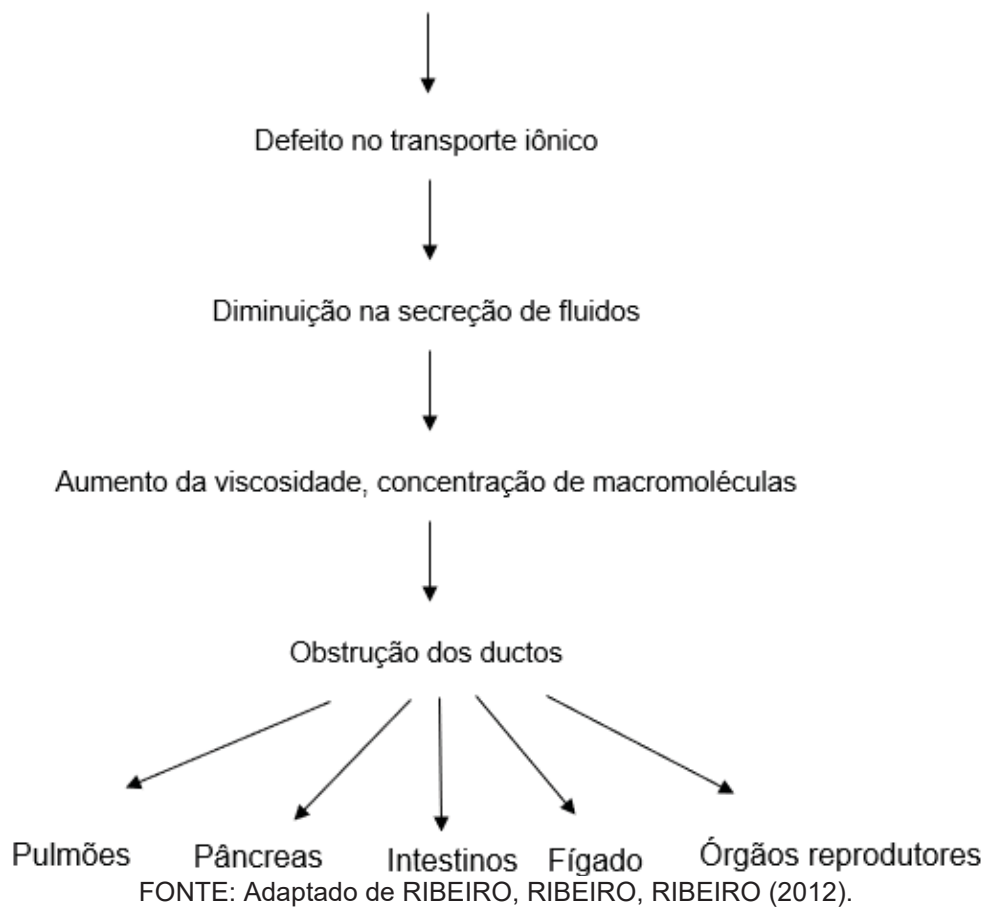 Defeito no transporte iônico
Diminuição na secreção de fluidos
Aumento da viscosidade, concentração de macromoléculas
Obstrução dos ductos
Pulmões Pâncreas Intestinos Fígado Órgãos reprodutores
FONTE: Adaptado de RIBEIRO, RIBEIRO, RIBEIRO (2012).